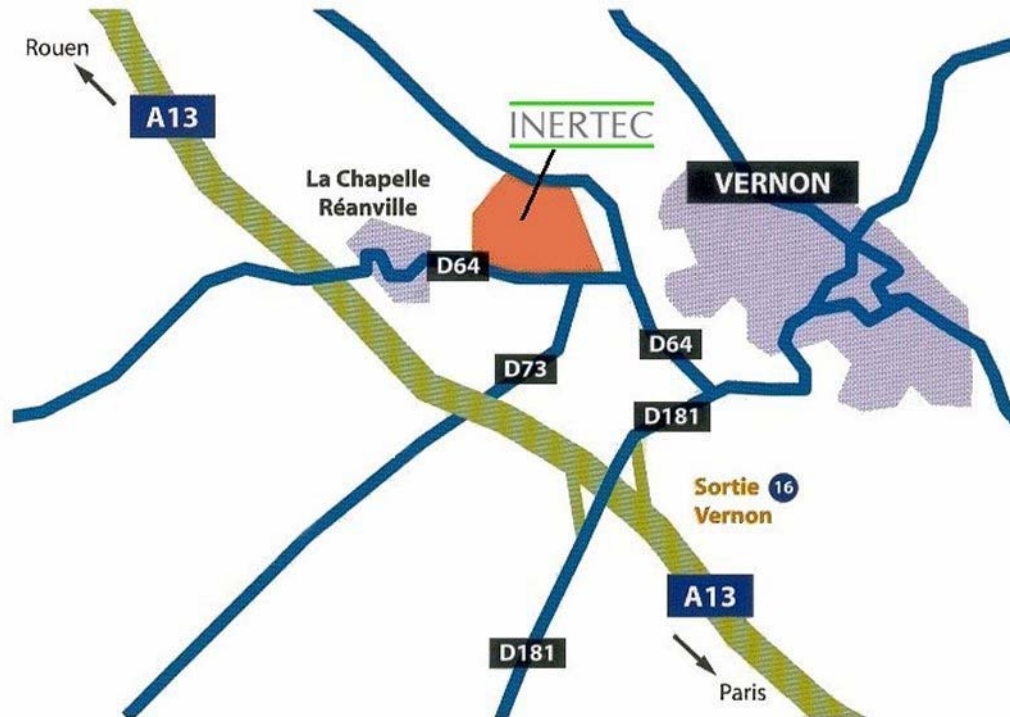 Rouen
A13
INERTEC
La Chapelle
Réanville
VERNON
D64
D64
D73
D181
Sortie 16
Vernon
A13
D181
Paris